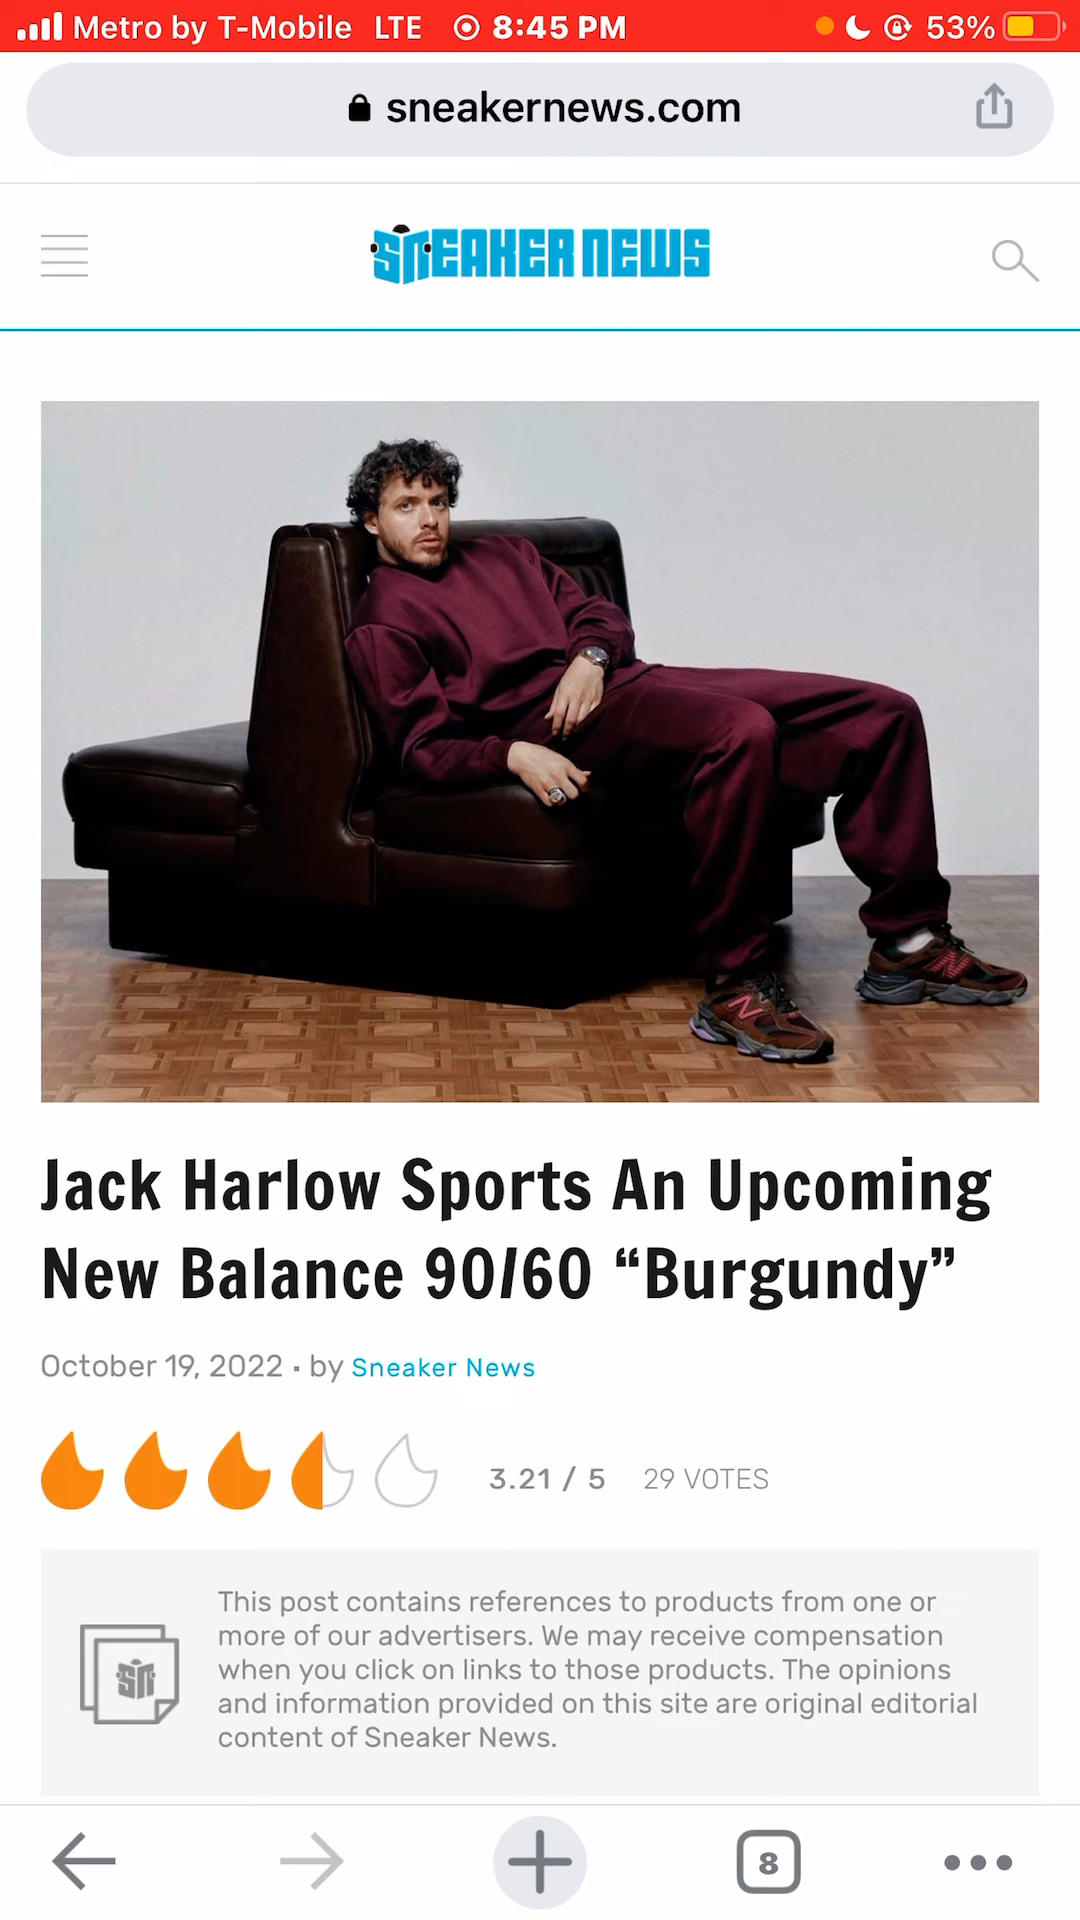 Metro by T-Mobile LTE 8:45 PM 53%
sneakernews.com
SNEAKER NEWS
N
N
Jack Harlow Sports An Upcoming
New Balance 90/60 “Burgundy”
October 19, 2022 · by Sneaker News
3.21 / 5 29 VOTES
This post contains references to products from one or
more of our advertisers. We may receive compensation
when you click on links to those products. The opinions
and information provided on this site are original editorial
content of Sneaker News.
sn
8